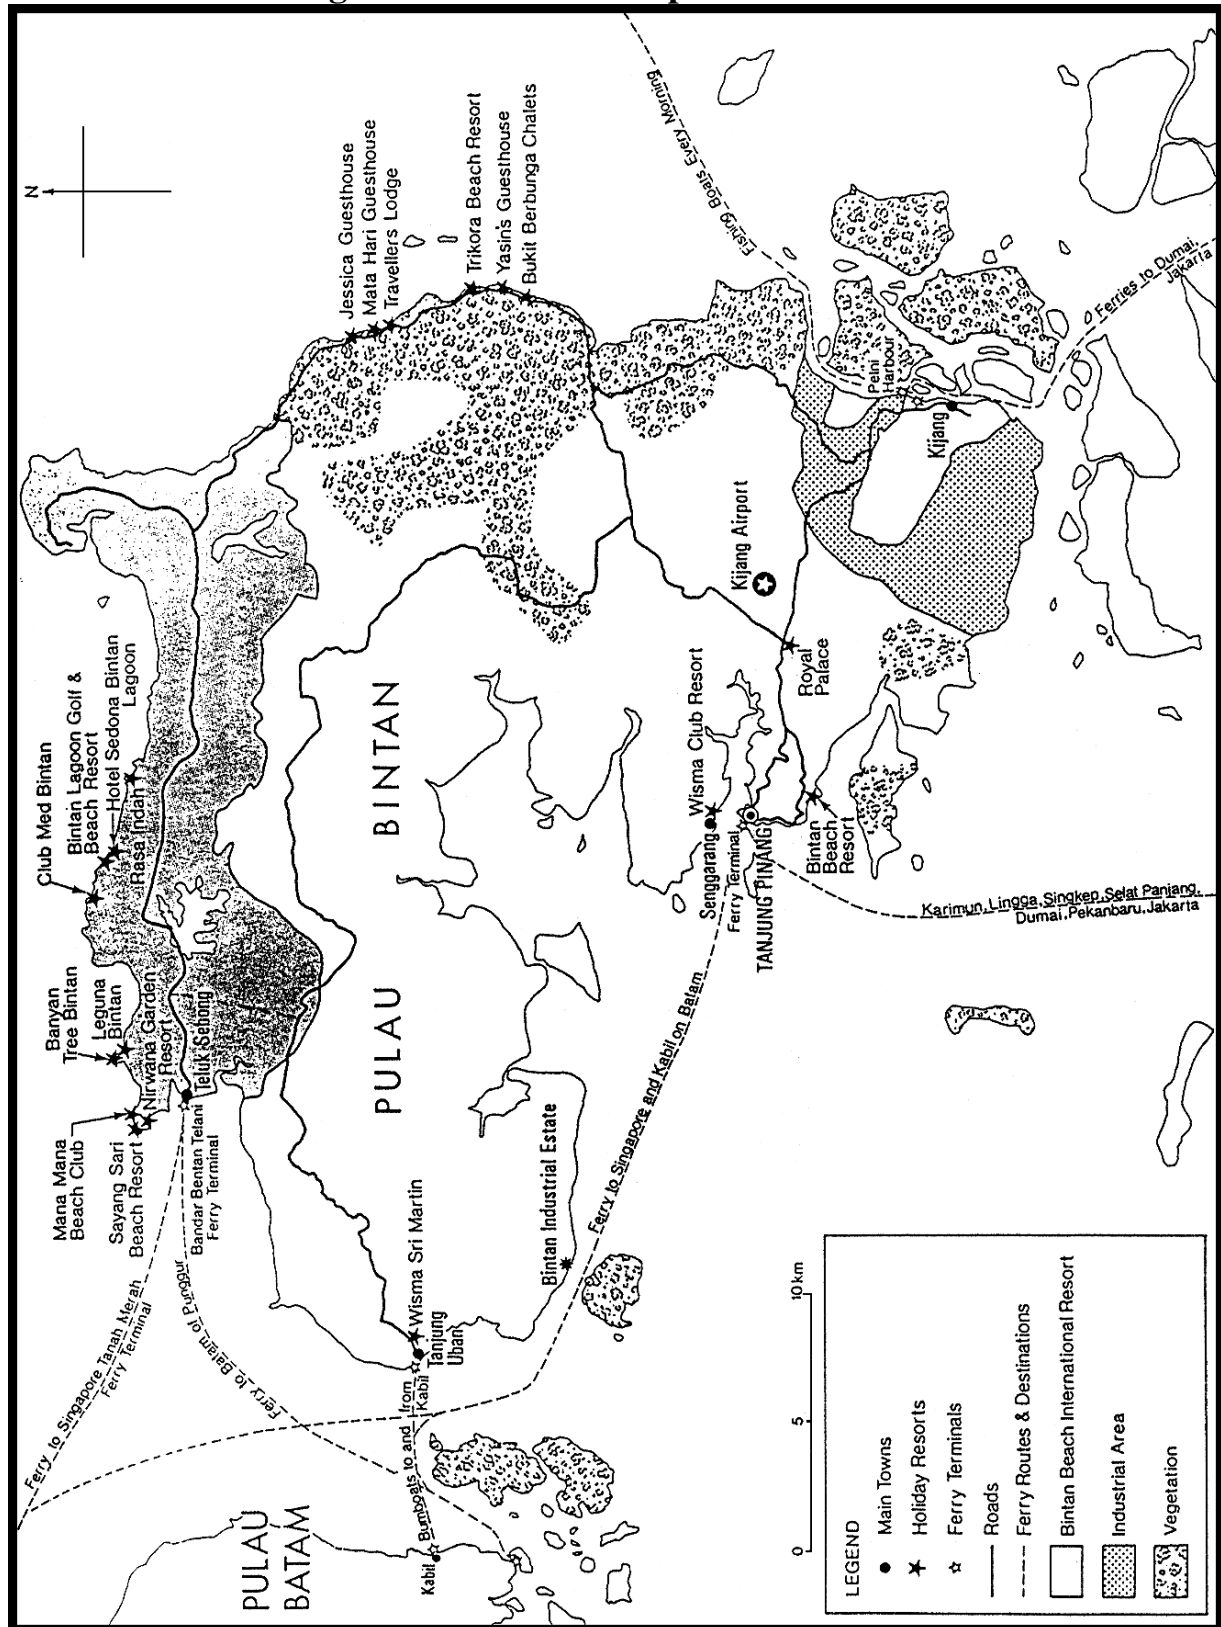 N
Jessica Guesthouse
Mata Hari Guesthouse
Travellers Lodge
Trikora Beach Resort
Yasin's Guesthouse
Bukit Berbunga Chalets
Fishing Boats Every Morning
Club Med Bintan
Bintan Lagoon Golf &
Beach Resort
Hotel Sedona Bintan
Lagoon
Rasa Indah
Banyan
Tree Bintan
Leguna
Bintan
Nirwana Garden
Resort
Teluk Sebong
Mana Mana
Beach Club
Sayang Sari
Beach Resort
Bandar Bentan Telani
Ferry Terminal
Ferry to Singapore Tanah Merah
Ferry Terminal
Ferry to Batam of Punggur
PULAU BINTAN
Pelni
Harbour
Kijang
Ferries to Dumai,
Jakarta
Kijang Airport
Royal
Palace
Wisma Club Resort
Senggarang
Ferry Terminal
TANJUNG PINANG
Bintan
Beach
Resort
Karimun, Lingga, Singkep, Selat Panjang,
Dumai, Pekanbaru, Jakarta
Ferry to Singapore and Kabil on Batam
Bintan Industrial Estate
Wisma Sri Martin
Tanjung
Uban
Bumboats to and from
Kabil
Kabil
PULAU
BATAM
0 5 10 km
LEGEND
Main Towns
Holiday Resorts
Ferry Terminals
Roads
Ferry Routes & Destinations
Bintan Beach International Resort
Industrial Area
Vegetation